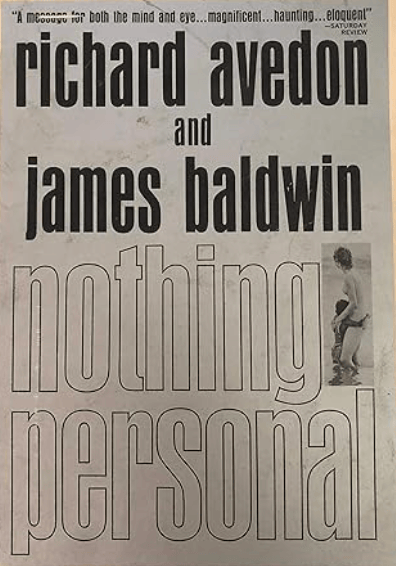 "A message for both the mind and eye...magnificent...haunting...eloquent"
—SATURDAY
REVIEW
richard avedon
and
james baldwin
nothing
personal